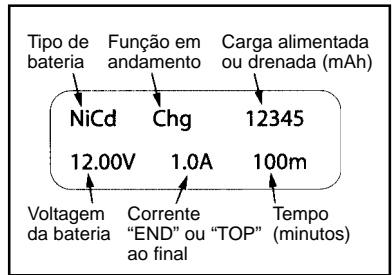 Tipo de bateria
Função em andamento
Carga alimentada ou drenada (mAh)
NiCd Chg 12345
12.00V 1.0A 100m
Voltagem da bateria
Corrente “END” ou “TOP” ao final
Tempo (minutos)